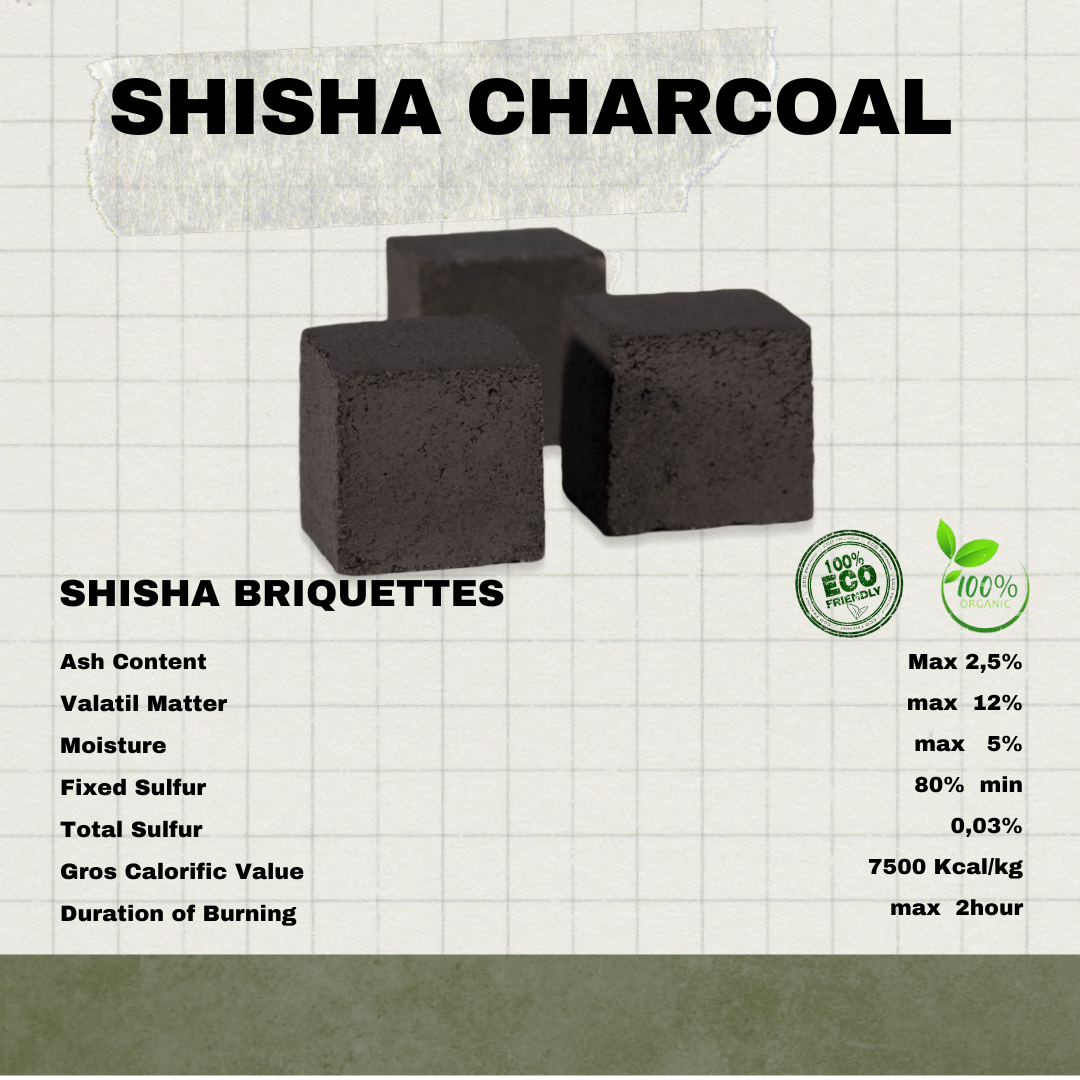 SHISHA CHARCOAL
100%
ECO
FRIENDLY
100%
ORGANIC
SHISHA BRIQUETTES
Ash Content Max 2,5%
Valatil Matter max 12%
Moisture max 5%
Fixed Sulfur 80% min
Total Sulfur 0,03%
Gros Calorific Value 7500 Kcal/kg
Duration of Burning max 2hour